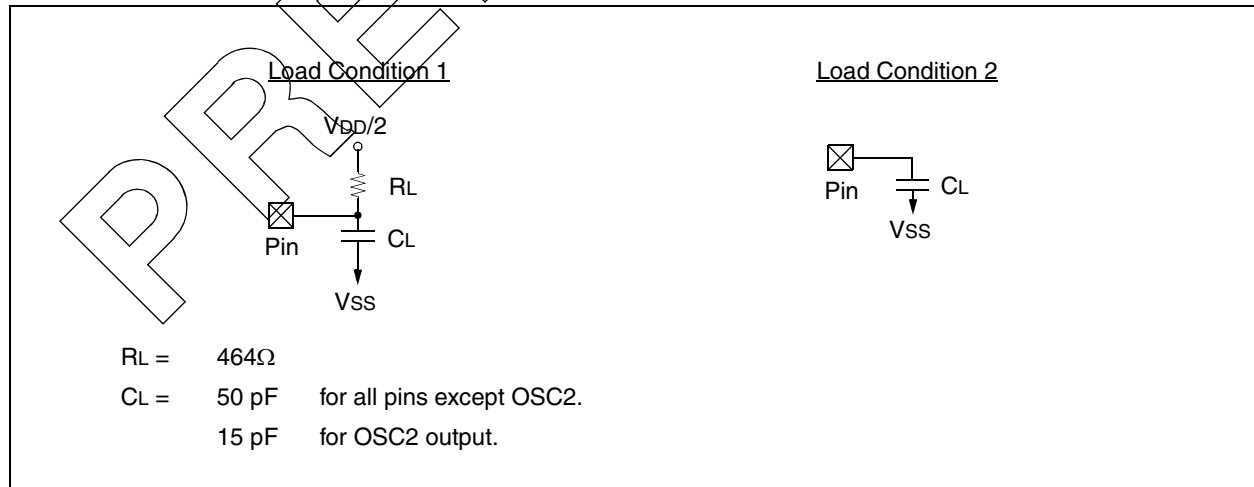 Load Condition 1
Load Condition 2
VDD/2
RL
Pin
CL
VSS
Pin
CL
VSS
RL = 464Ω
CL = 50 pF for all pins except OSC2.
15 pF for OSC2 output.
PRE